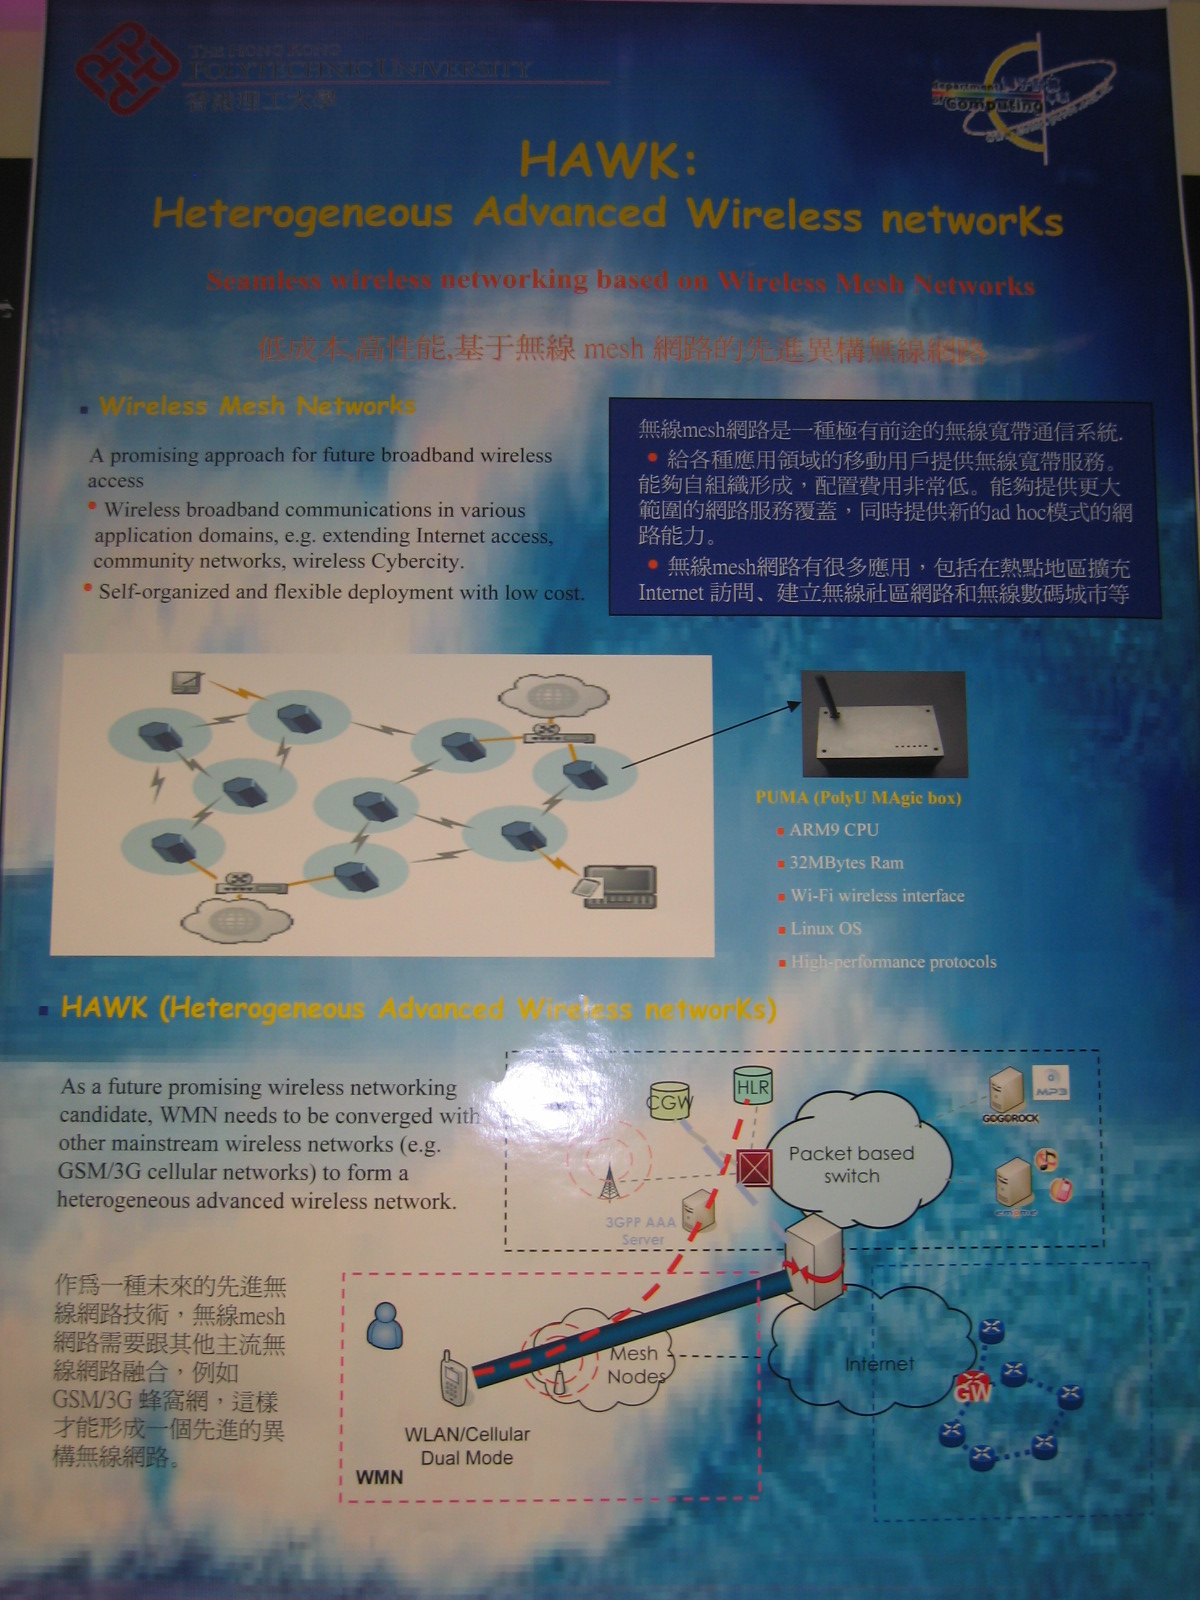 THE HONG KONG
POLYTECHNIC UNIVERSITY
香港理工大學
department
of Computing
HAWK:
Heterogeneous Advanced Wireless networKs
Seamless wireless networking based on Wireless Mesh Networks
低成本,高性能,基于無線 mesh 網路的先進異構無線網路
Wireless Mesh Networks
A promising approach for future broadband wireless
access
Wireless broadband communications in various
application domains, e.g. extending Internet access,
community networks, wireless Cybercity.
Self-organized and flexible deployment with low cost.
無線mesh網路是一種極有前途的無線寬帶通信系統.
給各種應用領域的移動用戶提供無線寬帶服務。
能夠自組織形成，配置費用非常低。能夠提供更大
範圍的網路服務覆蓋，同時提供新的ad hoc模式的網
路能力。
無線mesh網路有很多應用，包括在熱點地區擴充
Internet 訪問、建立無線社區網路和無線數碼城市等
PUMA (PolyU MAgic box)
ARM9 CPU
32MBytes Ram
Wi-Fi wireless interface
Linux OS
High-performance protocols
HAWK (Heterogeneous Advanced Wireless networKs)
As a future promising wireless networking
candidate, WMN needs to be converged with
other mainstream wireless networks (e.g.
GSM/3G cellular networks) to form a
heterogeneous advanced wireless network.
作爲一種未來的先進無
線網路技術，無線mesh
網路需要跟其他主流無
線網路融合，例如
GSM/3G 蜂窩網，這樣
才能形成一個先進的異
構無線網路。
CGW
HLR
Packet based
switch
GOGOROCK
MP3
3GPP AAA
Server
Mesh
Nodes
Internet
GW
WLAN/Cellular
Dual Mode
WMN